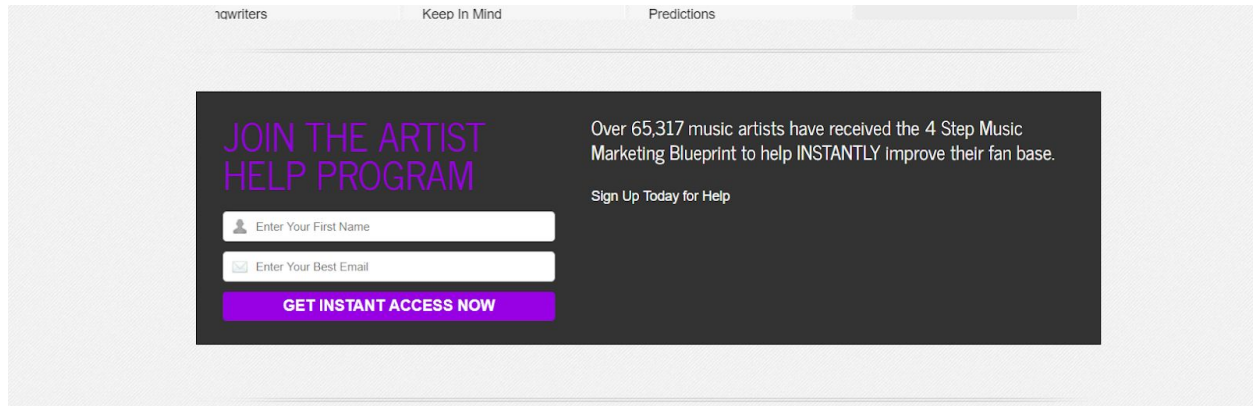 Keep In Mind
Predictions
JOIN THE ARTIST
HELP PROGRAM
Enter Your First Name
Enter Your Best Email
GET INSTANT ACCESS NOW
Over 65,317 music artists have received the 4 Step Music
Marketing Blueprint to help INSTANTLY improve their fan base.
Sign Up Today for Help